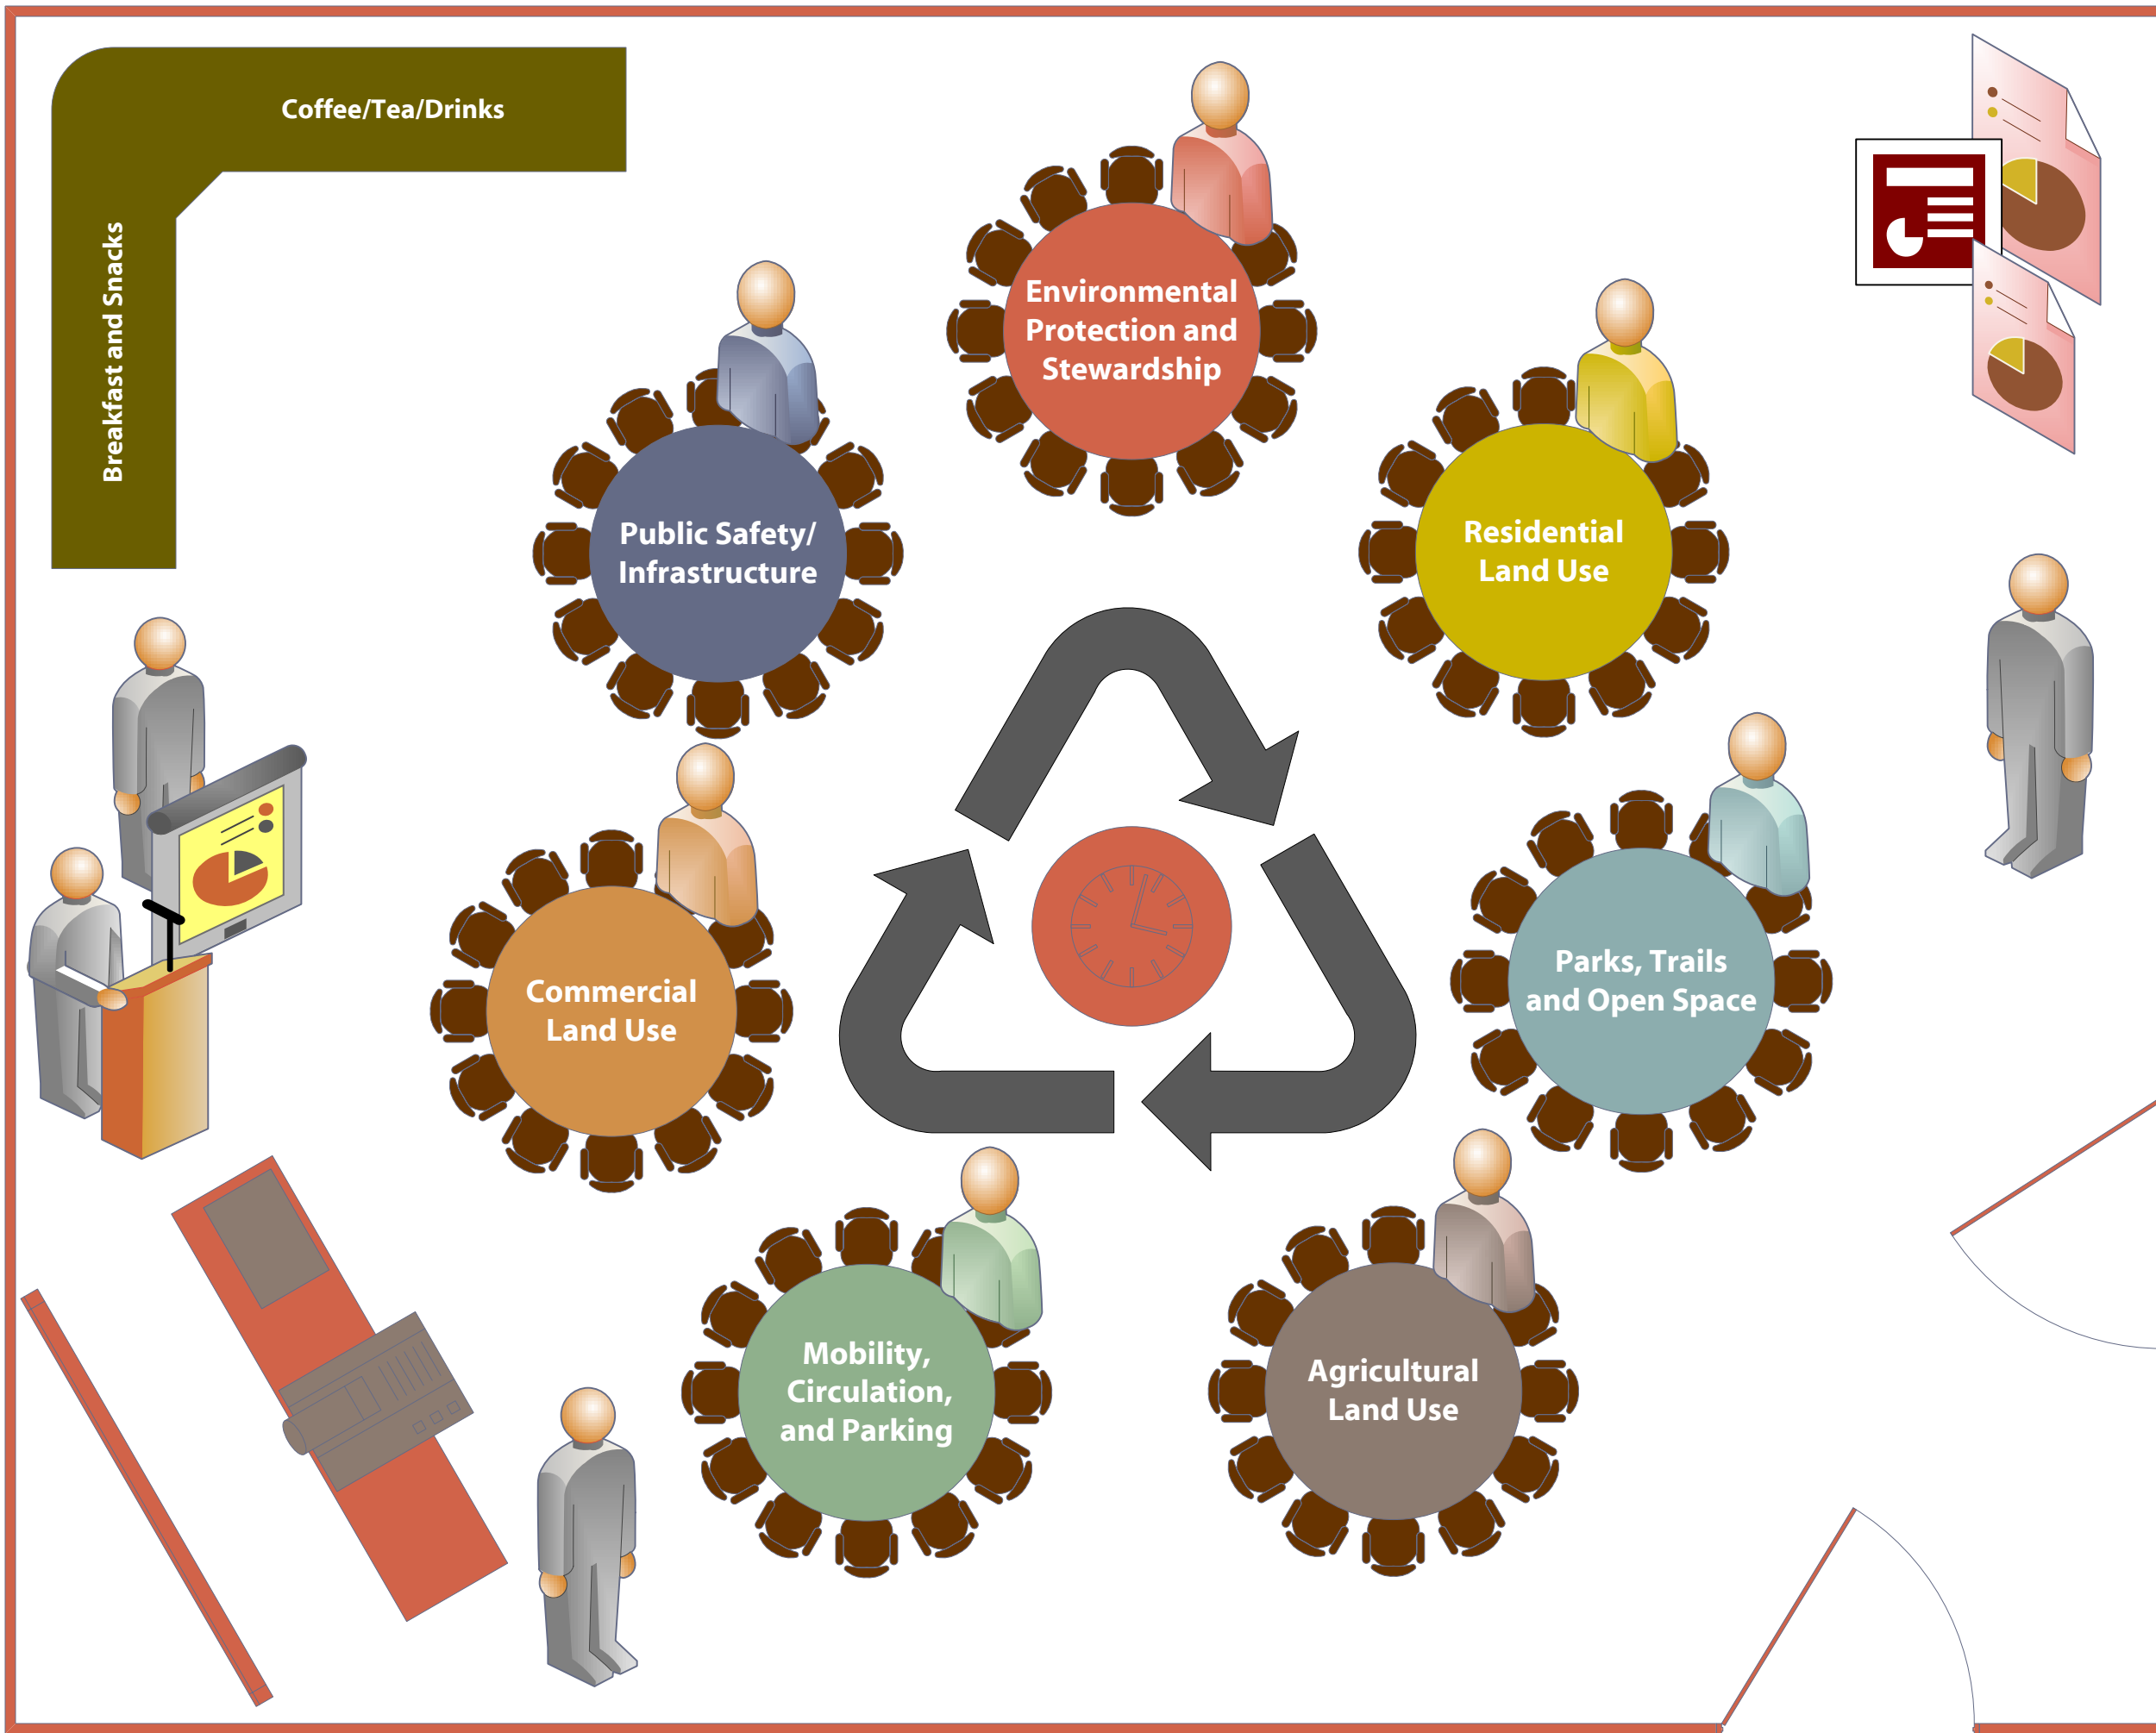 Coffee/Tea/Drinks
Breakfast and Snacks
Environmental
Protection and
Stewardship
Public Safety/
Infrastructure
Residential
Land Use
Commercial
Land Use
Parks, Trails
and Open Space
Mobility,
Circulation,
and Parking
Agricultural
Land Use